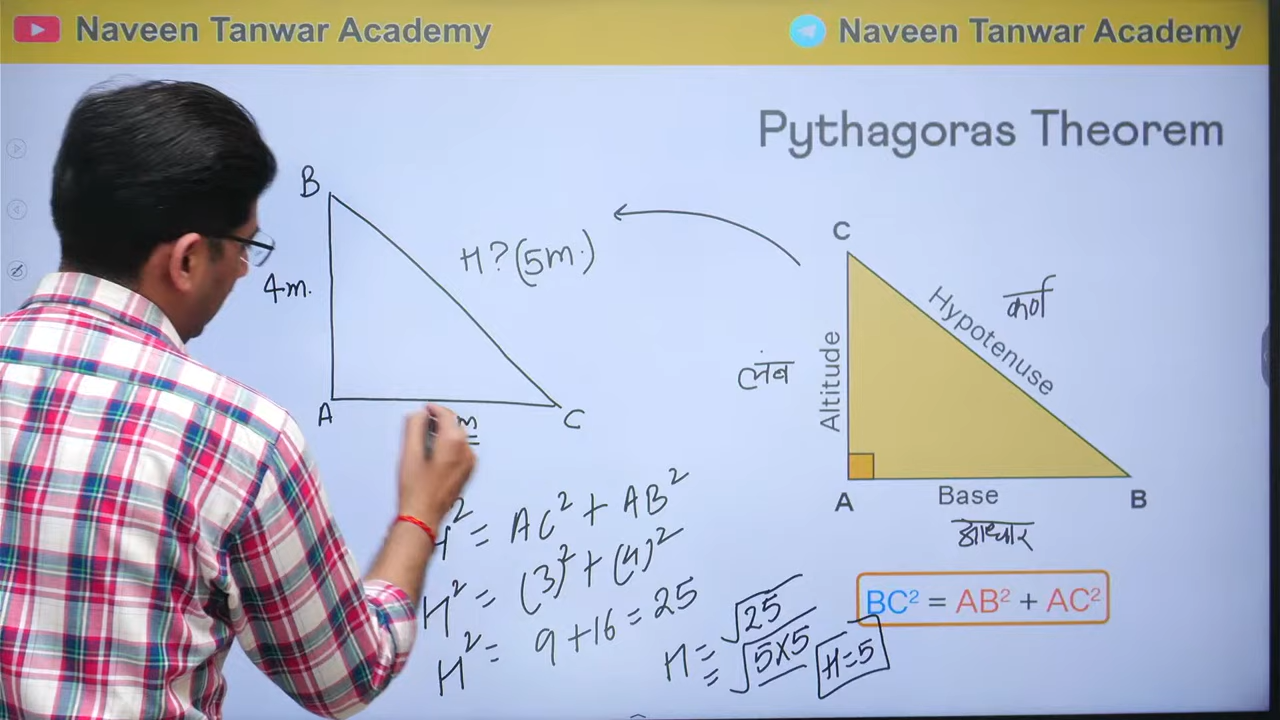 Naveen Tanwar Academy
Naveen Tanwar Academy
Pythagoras Theorem
B
4m.
H? (5m.)
A
m
C
C
कर्ण
Hypotenuse
लंब
Altitude
A
Base
B
आधार
H² = AC² + AB²
H² = (3)² + (4)²
H² = 9+16 = 25
H = √25
= √5×5
H=5
BC² = AB² + AC²